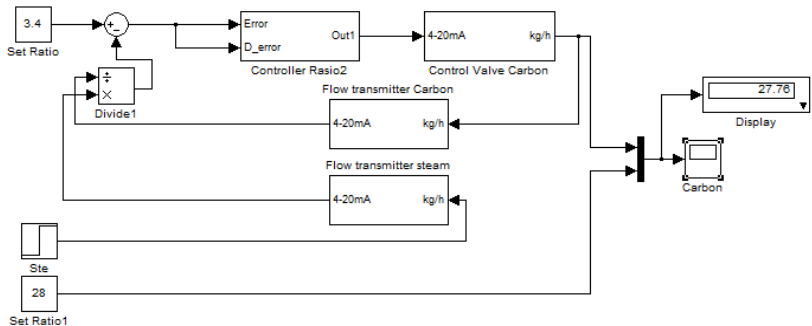 3.4
Set Ratio
+
-
Error
D_error
Out1
Controller Rasio2
4-20mA
kg/h
Control Valve Carbon
÷
×
Divide1
Flow transmitter Carbon
4-20mA
kg/h
27.76
Display
Carbon
Flow transmitter steam
4-20mA
kg/h
Ste
28
Set Ratio1